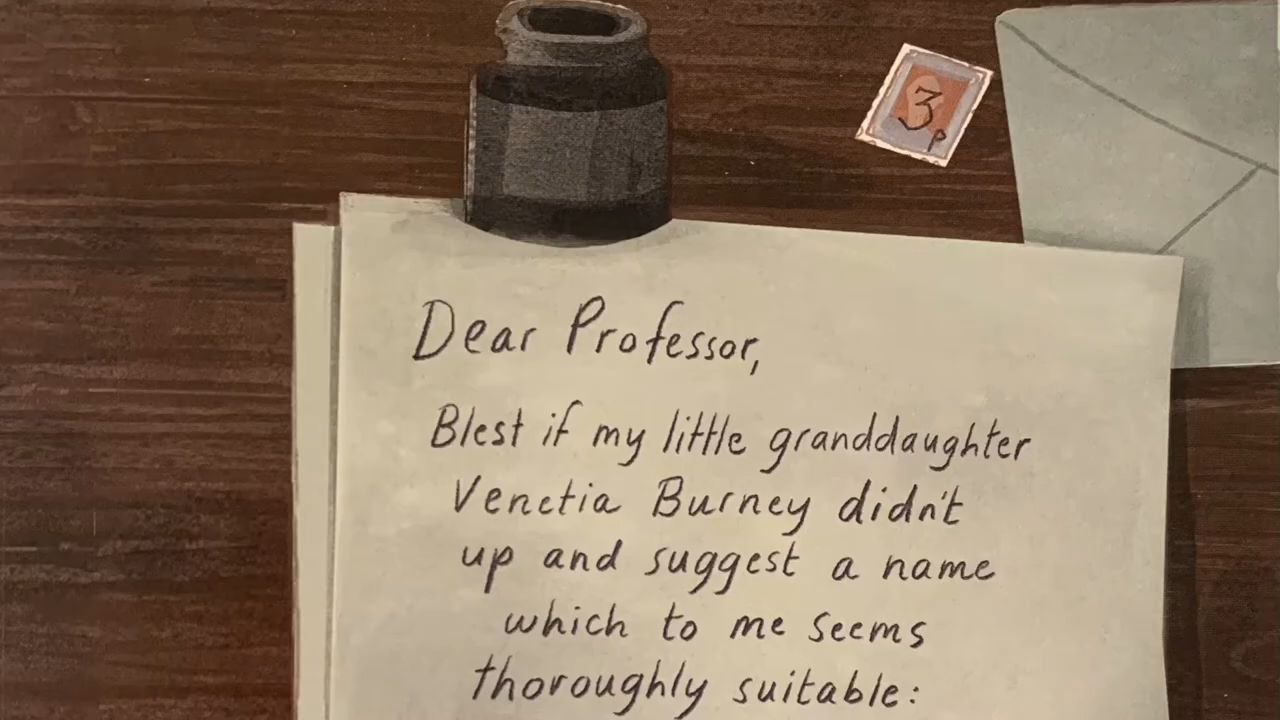 3p
Dear Professor,
Blest if my little granddaughter
Venetia Burney didn't
up and suggest a name
which to me seems
thoroughly suitable: